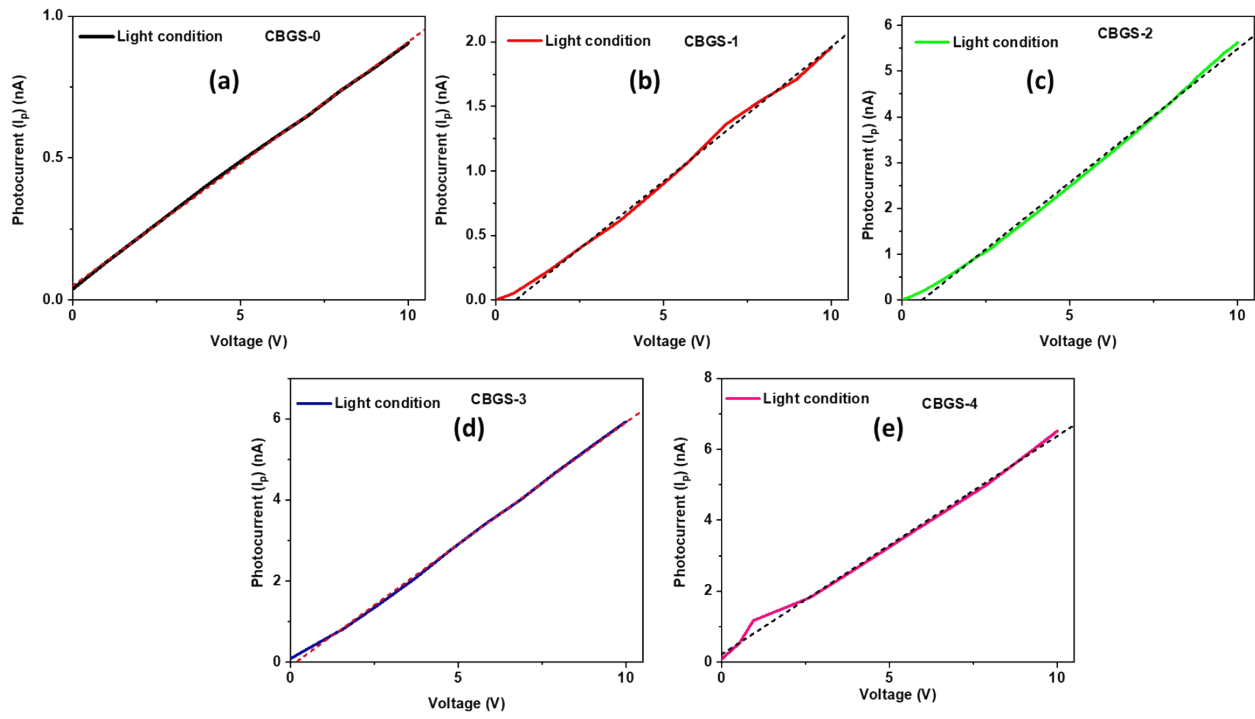 1.0
Light condition
CBGS-0
(a)
0.5
0.0
Photocurrent (Ip) (nA)
0
5
10
Voltage (V)
2.0
Light condition
CBGS-1
(b)
1.5
1.0
0.5
0.0
Photocurrent (Ip) (nA)
0
5
10
Voltage (V)
6
Light condition
CBGS-2
(c)
5
4
3
2
1
0
Photocurrent (Ip) (nA)
0
5
10
Voltage (V)
Light condition
CBGS-3
(d)
6
4
2
0
Photocurrent (Ip) (nA)
0
5
10
Voltage (V)
8
Light condition
CBGS-4
(e)
6
4
2
0
Photocurrent (Ip) (nA)
0
5
10
Voltage (V)